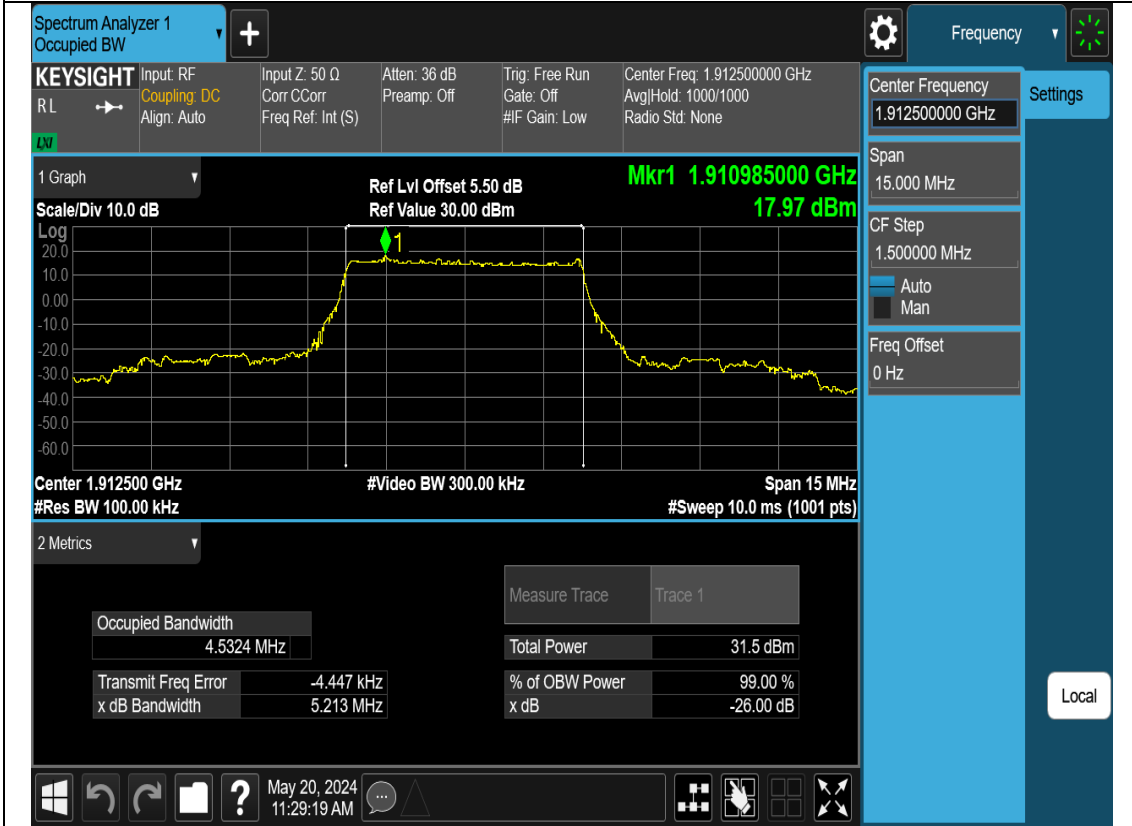 Spectrum Analyzer 1
Occupied BW
+
Frequency
KEYSIGHT
R L
LXI
Input: RF
Coupling: DC
Align: Auto
Input Z: 50 Ω
Corr CCorr
Freq Ref: Int (S)
Atten: 36 dB
Preamp: Off
Trig: Free Run
Gate: Off
#IF Gain: Low
Center Freq: 1.912500000 GHz
Avg|Hold: 1000/1000
Radio Std: None
Center Frequency
1.912500000 GHz
Settings
Span
15.000 MHz
CF Step
1.500000 MHz
Auto
Man
Freq Offset
0 Hz
Local
1 Graph
Scale/Div 10.0 dB
Ref Lvl Offset 5.50 dB
Ref Value 30.00 dBm
Mkr1 1.910985000 GHz
17.97 dBm
Log
20.0
10.0
0.00
-10.0
-20.0
-30.0
-40.0
-50.0
-60.0
1
Center 1.912500 GHz
#Video BW 300.00 kHz
Span 15 MHz
#Res BW 100.00 kHz
#Sweep 10.0 ms (1001 pts)
2 Metrics
Measure Trace
Trace 1
Occupied Bandwidth
4.5324 MHz
Total Power
31.5 dBm
Transmit Freq Error
-4.447 kHz
% of OBW Power
99.00 %
x dB Bandwidth
5.213 MHz
x dB
-26.00 dB
?
May 20, 2024
11:29:19 AM